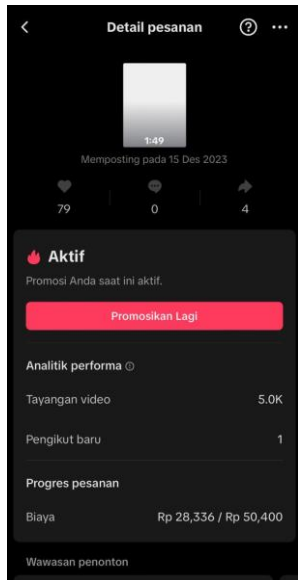 Detail pesanan
1:49
Memposting pada 15 Des 2023
79
0
4
Aktif
Promosi Anda saat ini aktif.
Promosikan Lagi
Analitik performa
Tayangan video 5.0K
Pengikut baru 1
Progres pesanan
Biaya Rp 28,336 / Rp 50,400
Wawasan penonton